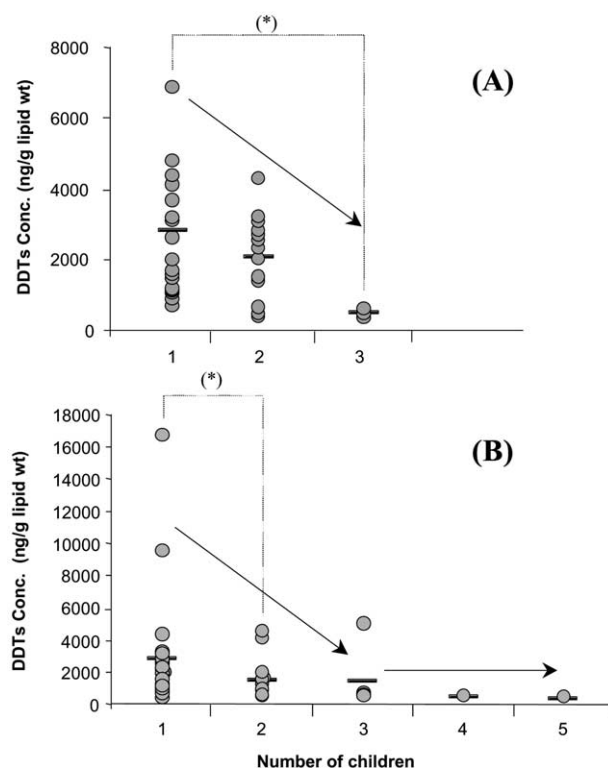 (*)
(A)
DDTs Conc. (ng/g lipid wt)
8000
6000
4000
2000
0
1 2 3
(*)
(B)
DDTs Conc. (ng/g lipid wt)
18000
16000
14000
12000
10000
8000
6000
4000
2000
0
1 2 3 4 5
Number of children